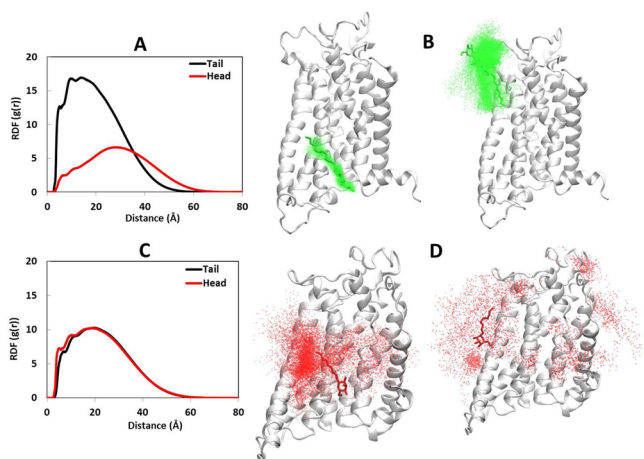 A
B
RDF (g(r))
20
15
10
5
0
Tail
Head
0 20 40 60 80
Distance (Å)
C
D
RDF (g(r))
20
15
10
5
0
Tail
Head
0 20 40 60 80
Distance (Å)